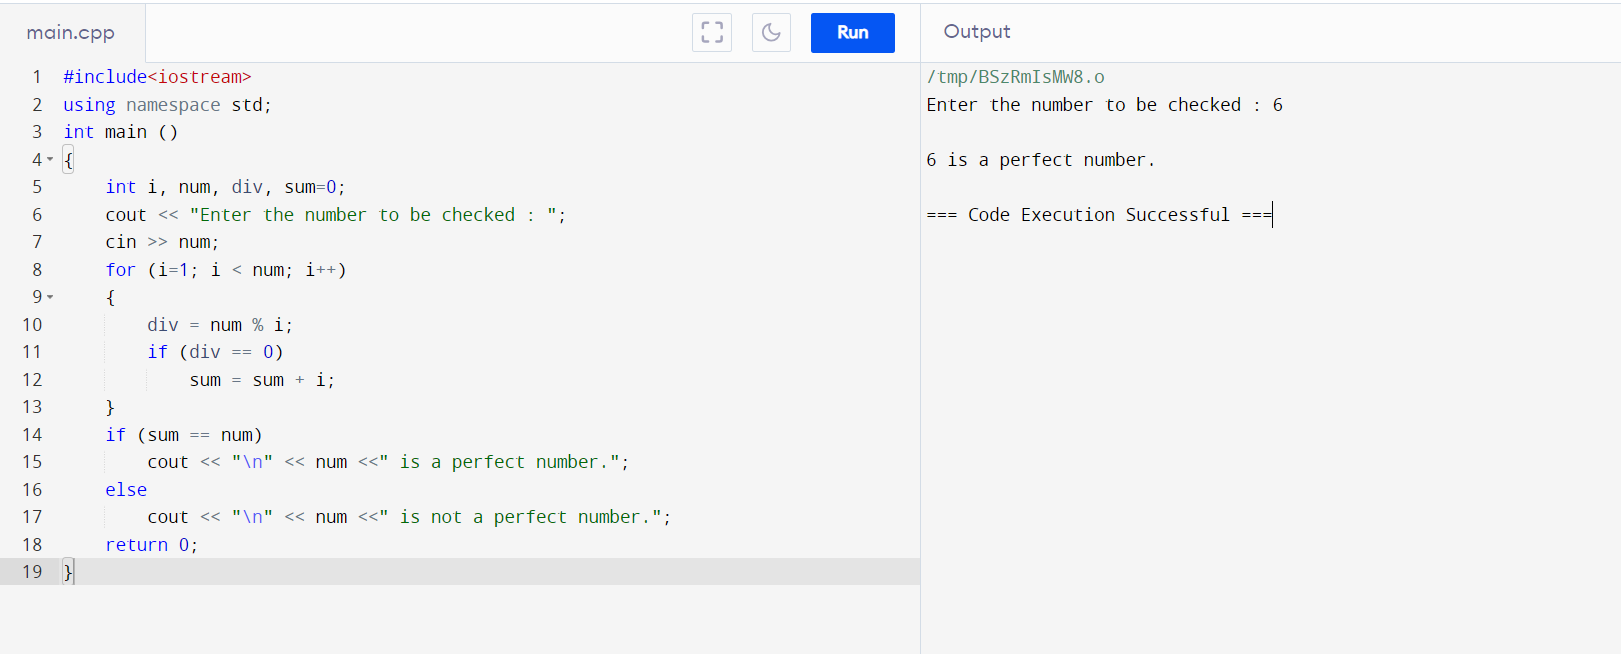 main.cpp
Run
Output
1 #include<iostream>
2 using namespace std;
3 int main ()
4 {
5     int i, num, div, sum=0;
6     cout << "Enter the number to be checked : ";
7     cin >> num;
8     for (i=1; i < num; i++)
9     {
10         div = num % i;
11         if (div == 0)
12             sum = sum + i;
13     }
14     if (sum == num)
15         cout << "\n" << num <<" is a perfect number.";
16     else
17         cout << "\n" << num <<" is not a perfect number.";
18     return 0;
19 }
/tmp/BSzRmIsMW8.o
Enter the number to be checked : 6
6 is a perfect number.
=== Code Execution Successful ===